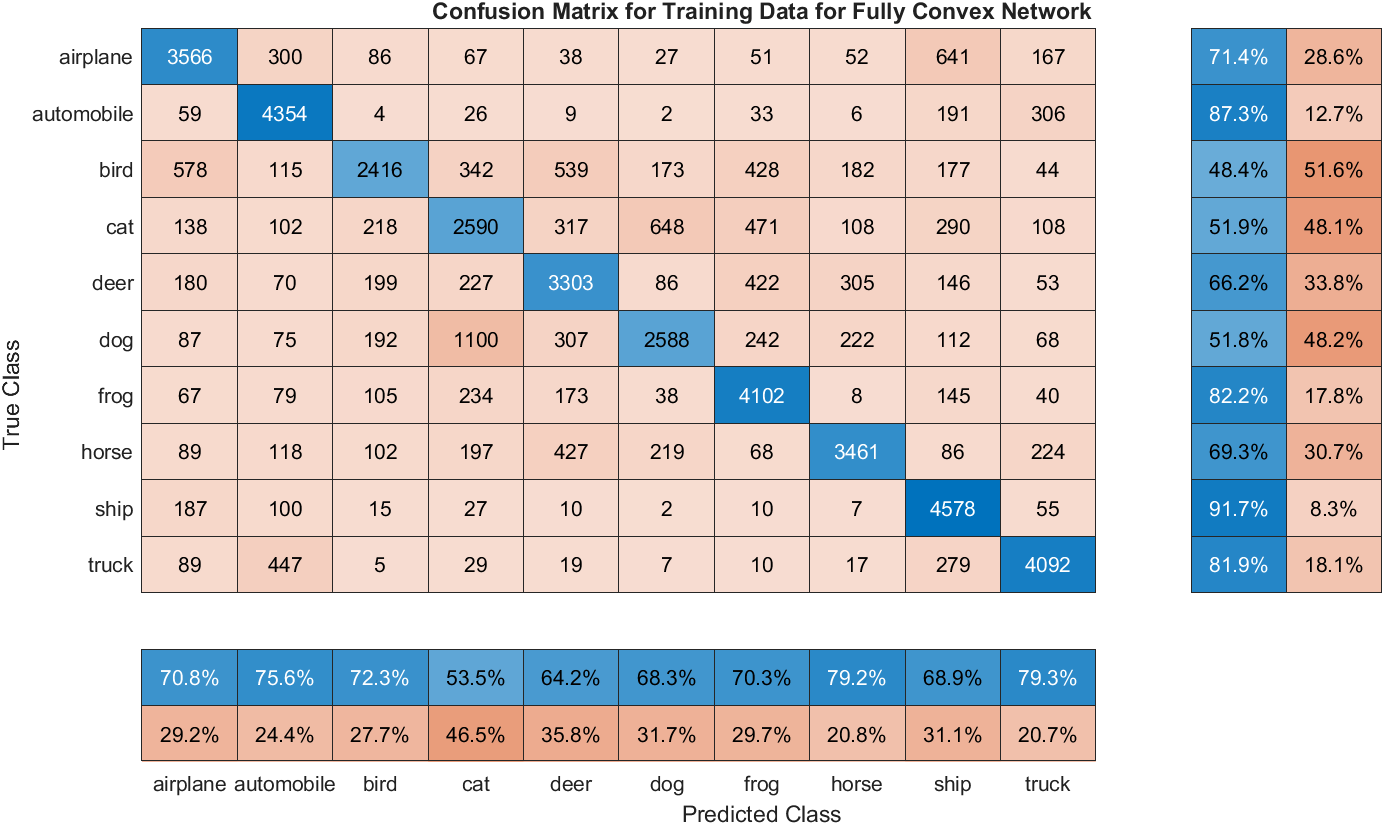 Confusion Matrix for Training Data for Fully Convex Network
airplane 3566 300 86 67 38 27 51 52 641 167 71.4% 28.6%
automobile 59 4354 4 26 9 2 33 6 191 306 87.3% 12.7%
bird 578 115 2416 342 539 173 428 182 177 44 48.4% 51.6%
cat 138 102 218 2590 317 648 471 108 290 108 51.9% 48.1%
deer 180 70 199 227 3303 86 422 305 146 53 66.2% 33.8%
dog 87 75 192 1100 307 2588 242 222 112 68 51.8% 48.2%
frog 67 79 105 234 173 38 4102 8 145 40 82.2% 17.8%
horse 89 118 102 197 427 219 68 3461 86 224 69.3% 30.7%
ship 187 100 15 27 10 2 10 7 4578 55 91.7% 8.3%
truck 89 447 5 29 19 7 10 17 279 4092 81.9% 18.1%
True Class
70.8% 75.6% 72.3% 53.5% 64.2% 68.3% 70.3% 79.2% 68.9% 79.3%
29.2% 24.4% 27.7% 46.5% 35.8% 31.7% 29.7% 20.8% 31.1% 20.7%
airplane automobile bird cat deer dog frog horse ship truck
Predicted Class